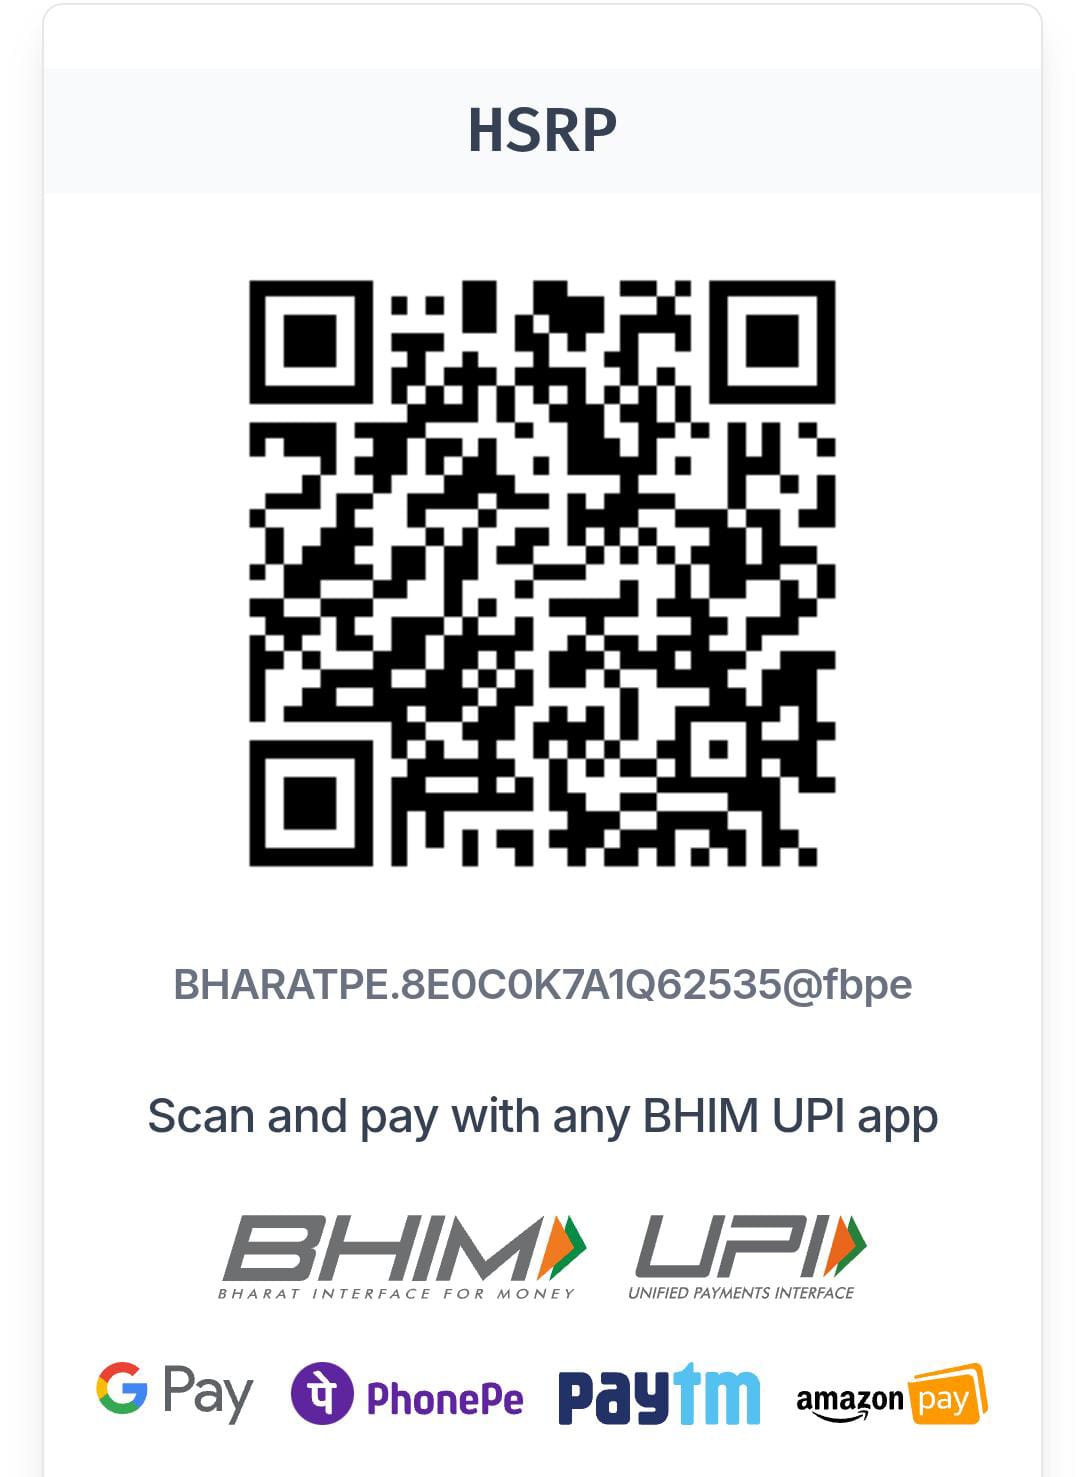 HSRP
BHARATPE.8E0C0K7A1Q62535@fbpe
Scan and pay with any BHIM UPI app
BHIM UPI
BHARAT INTERFACE FOR MONEY UNIFIED PAYMENTS INTERFACE
G Pay पे PhonePe paytm amazon pay